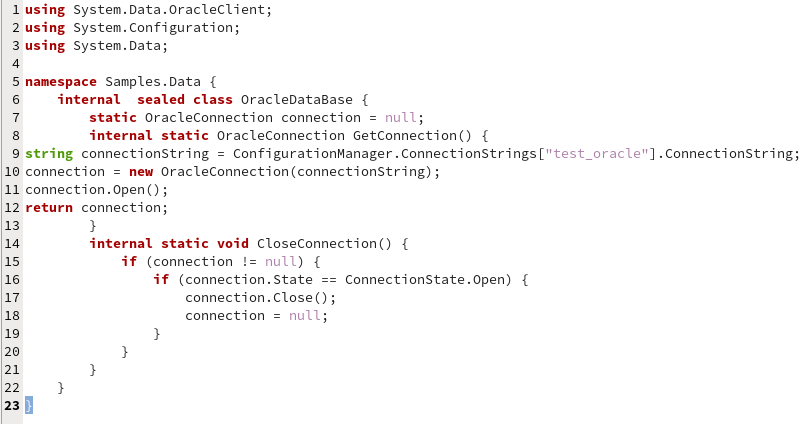 1 using System.Data.OracleClient;
2 using System.Configuration;
3 using System.Data;
4
5 namespace Samples.Data {
6     internal  sealed class OracleDataBase {
7         static OracleConnection connection = null;
8         internal static OracleConnection GetConnection() {
9 string connectionString = ConfigurationManager.ConnectionStrings["test_oracle"].ConnectionString;
10 connection = new OracleConnection(connectionString);
11 connection.Open();
12 return connection;
13         }
14         internal static void CloseConnection() {
15             if (connection != null) {
16                 if (connection.State == ConnectionState.Open) {
17                     connection.Close();
18                     connection = null;
19                 }
20             }
21         }
22     }
23 }